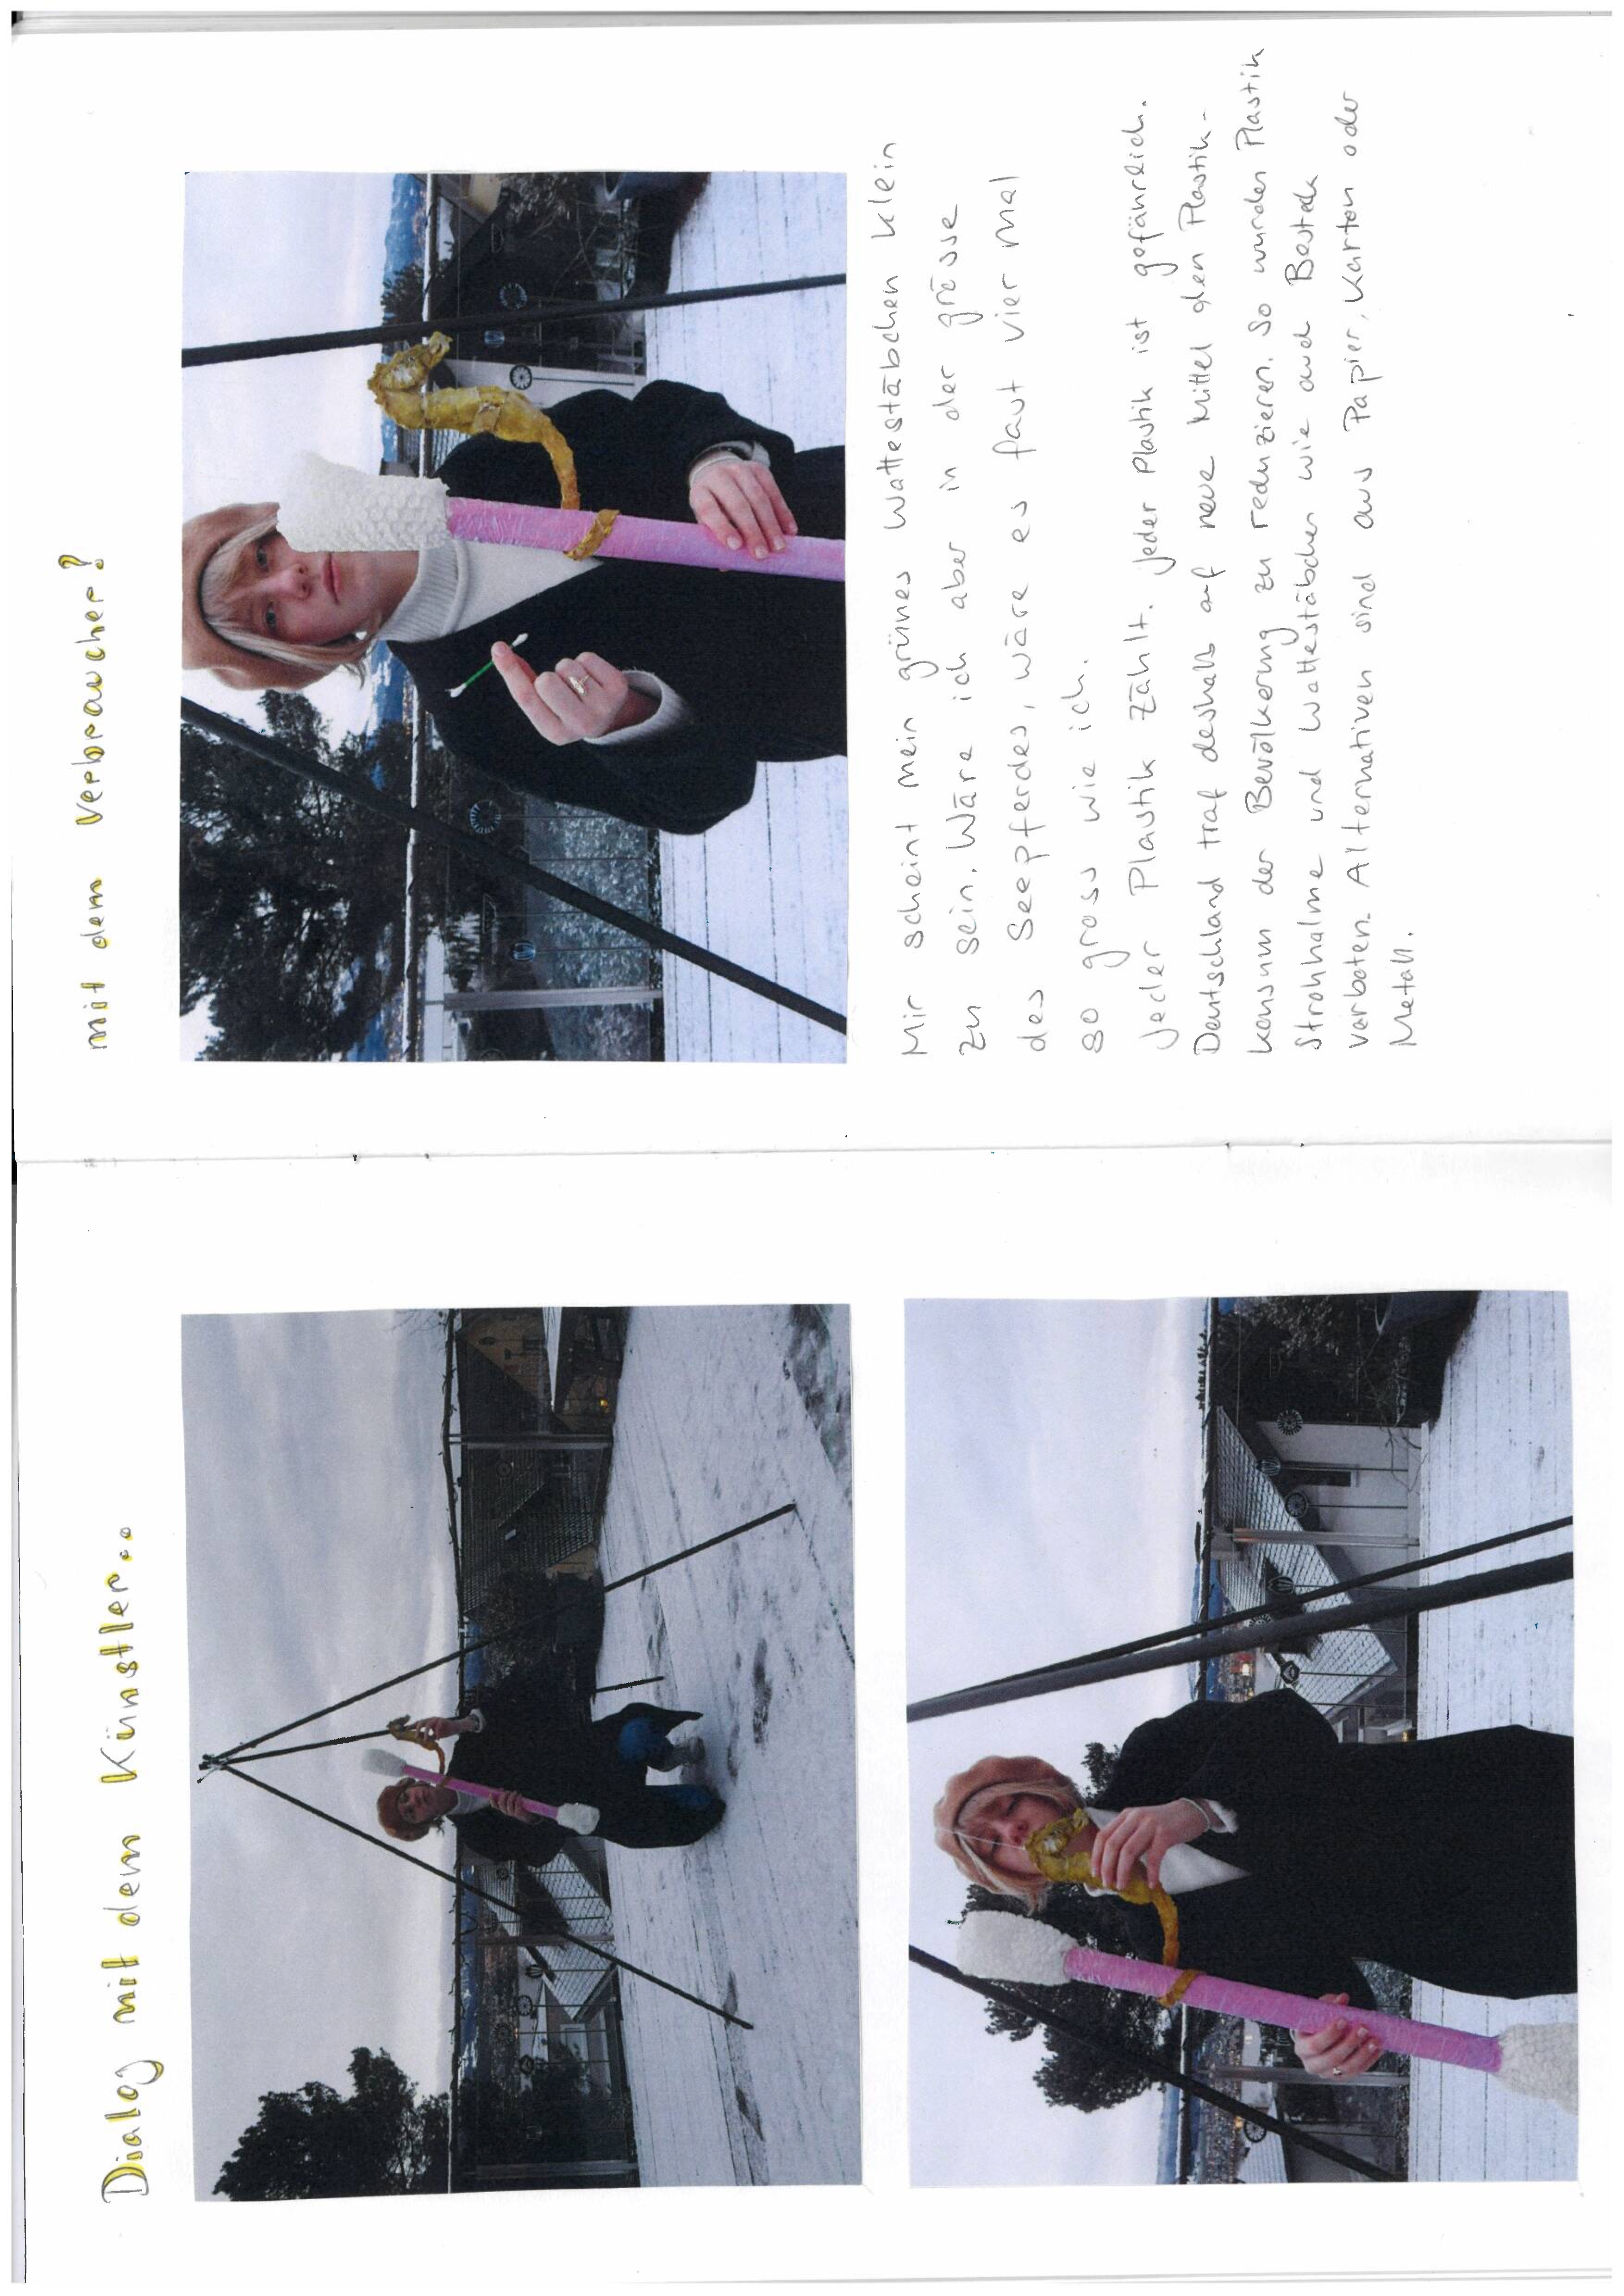 Dialog mit dem Künstler..
mit dem Verbraucher?
Mir scheint mein grünes Wattestäbchen klein
zu sein. Wäre ich aber in der grösse
des Seepferdes, wäre es faut vier mal
so gross wie ich.
Jeder Plastik zählt. Jeder Plastik ist gefährlich.
Deutschland traf deshalb auf neue Mittel den Plastik-
konsum der Bevölkerung zu reduzieren. So wurden Plastik
Strohhalme und Wattestäbchen wie auch Besteck
verboten. Alternativen sind aus Papier, Karton oder
Metall.